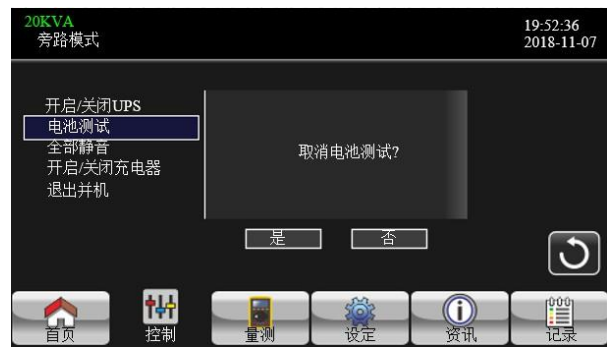 20KVA
旁路模式
19:52:36
2018-11-07
开启/关闭UPS
电池测试
全部静音
开启/关闭充电器
退出并机
取消电池测试?
是
否
首页
控制
量测
设定
资讯
记录